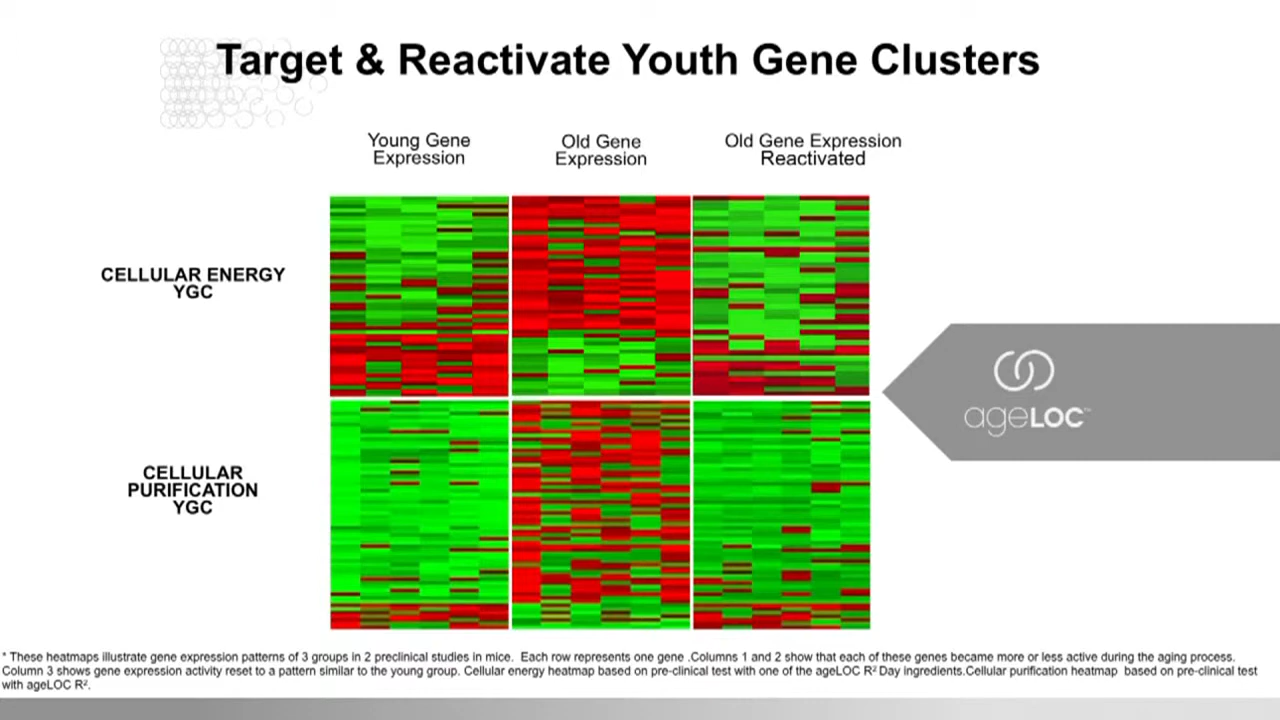 Target & Reactivate Youth Gene Clusters
Young Gene
Expression
Old Gene
Expression
Old Gene Expression
Reactivated
CELLULAR ENERGY
YGC
ageLOC™
CELLULAR
PURIFICATION
YGC
* These heatmaps illustrate gene expression patterns of 3 groups in 2 preclinical studies in mice.  Each row represents one gene .Columns 1 and 2 show that each of these genes became more or less active during the aging process.
Column 3 shows gene expression activity reset to a pattern similar to the young group. Cellular energy heatmap based on pre-clinical test with one of the ageLOC R² Day ingredients.Cellular purification heatmap  based on pre-clinical test
with ageLOC R².